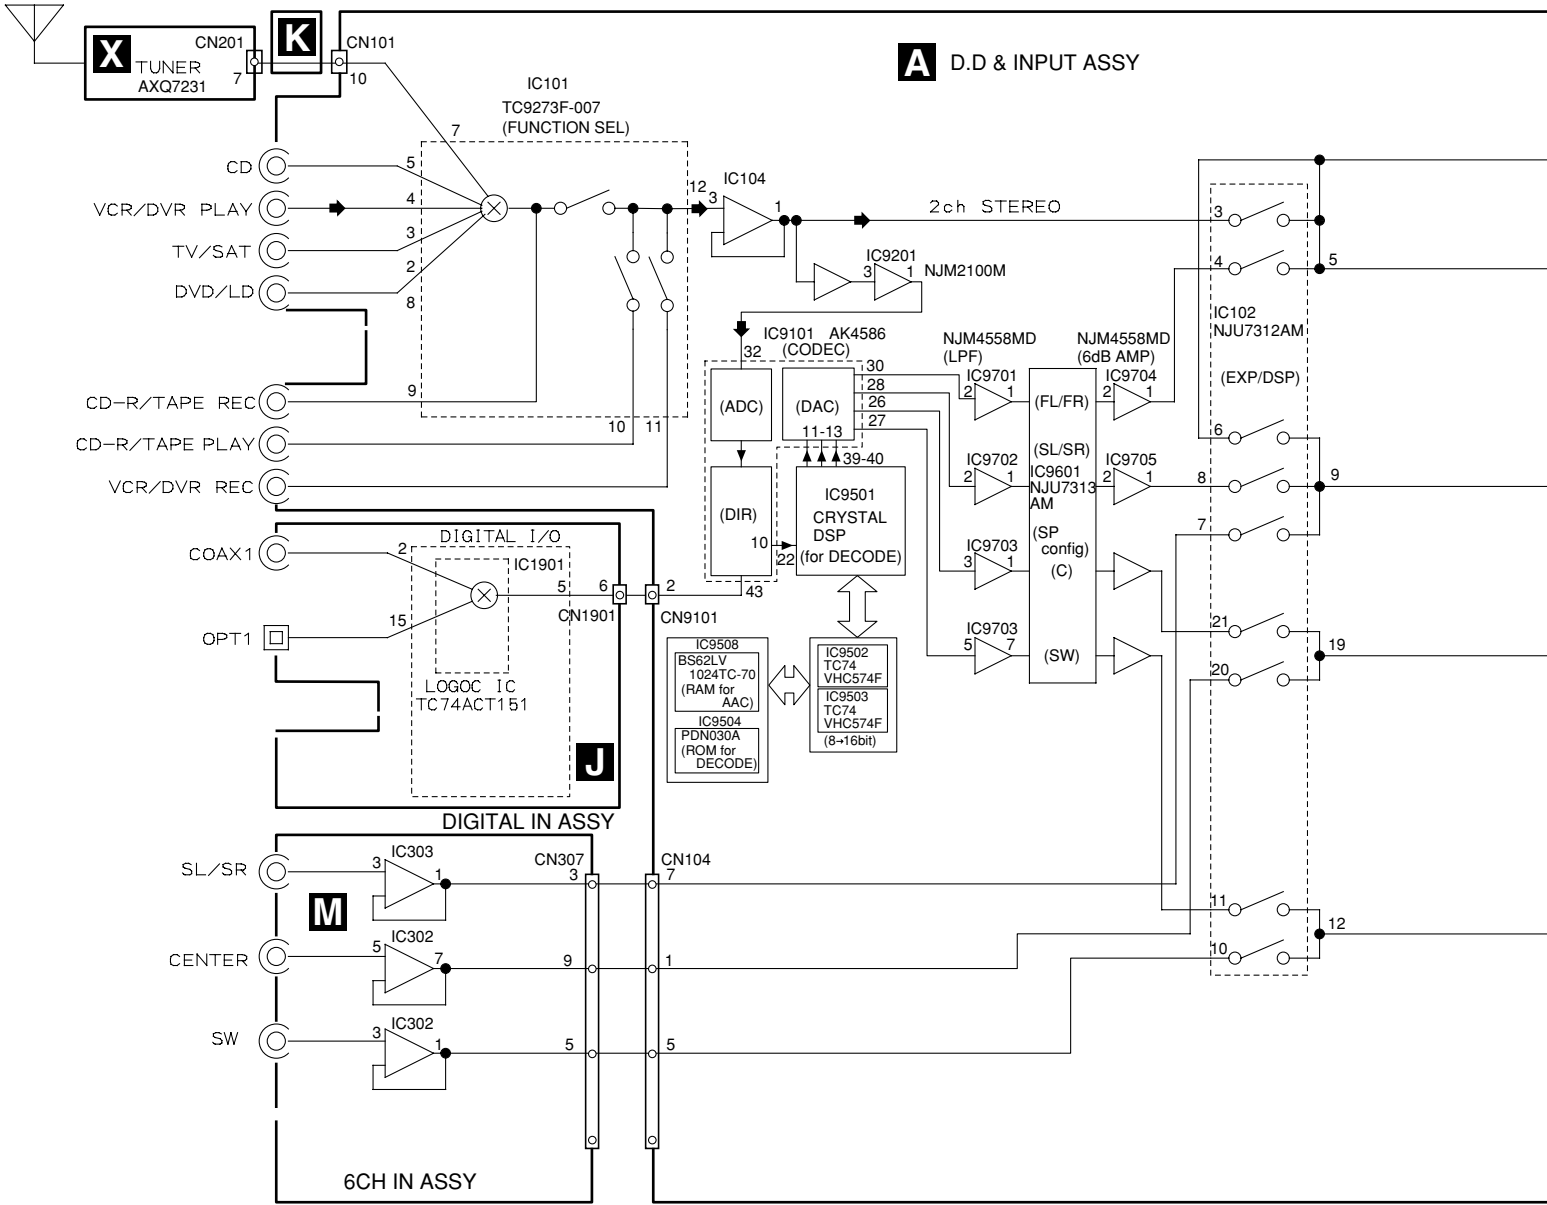 X
TUNER
AXQ7231
CN201
7
K
CN101
10
A D.D & INPUT ASSY
IC101
TC9273F-007
(FUNCTION SEL)
7
CD
5
VCR/DVR PLAY
4
TV/SAT
3
DVD/LD
2
8
CD-R/TAPE REC
9
CD-R/TAPE PLAY
10
VCR/DVR REC
11
12
IC104
3
1
2ch STEREO
IC9201
3
1
NJM2100M
IC9101 AK4586
(CODEC)
32
(ADC)
(DAC)
11-13
30
28
26
27
39-40
(DIR)
10
22
43
IC9501
CRYSTAL
DSP
(for DECODE)
NJM4558MD
(LPF)
IC9701
2
1
IC9702
2
1
IC9703
3
1
IC9703
5
7
(FL/FR)
(SL/SR)
IC9601
NJU7313
AM
(SP
config)
(C)
(SW)
NJM4558MD
(6dB AMP)
IC9704
2
1
IC9705
2
1
3
4
5
IC102
NJU7312AM
(EXP/DSP)
6
8
7
9
21
20
19
11
10
12
COAX1
2
OPT1
15
DIGITAL I/O
IC1901
5
6
CN1901
2
CN9101
LOGOC IC
TC74ACT151
J
DIGITAL IN ASSY
IC9508
BS62LV
1024TC-70
(RAM for
AAC)
IC9504
PDN030A
(ROM for
DECODE)
IC9502
TC74
VHC574F
IC9503
TC74
VHC574F
(8→16bit)
SL/SR
3
IC303
1
CN307
3
CN104
7
M
CENTER
5
IC302
7
9
1
SW
3
IC302
1
5
5
6CH IN ASSY